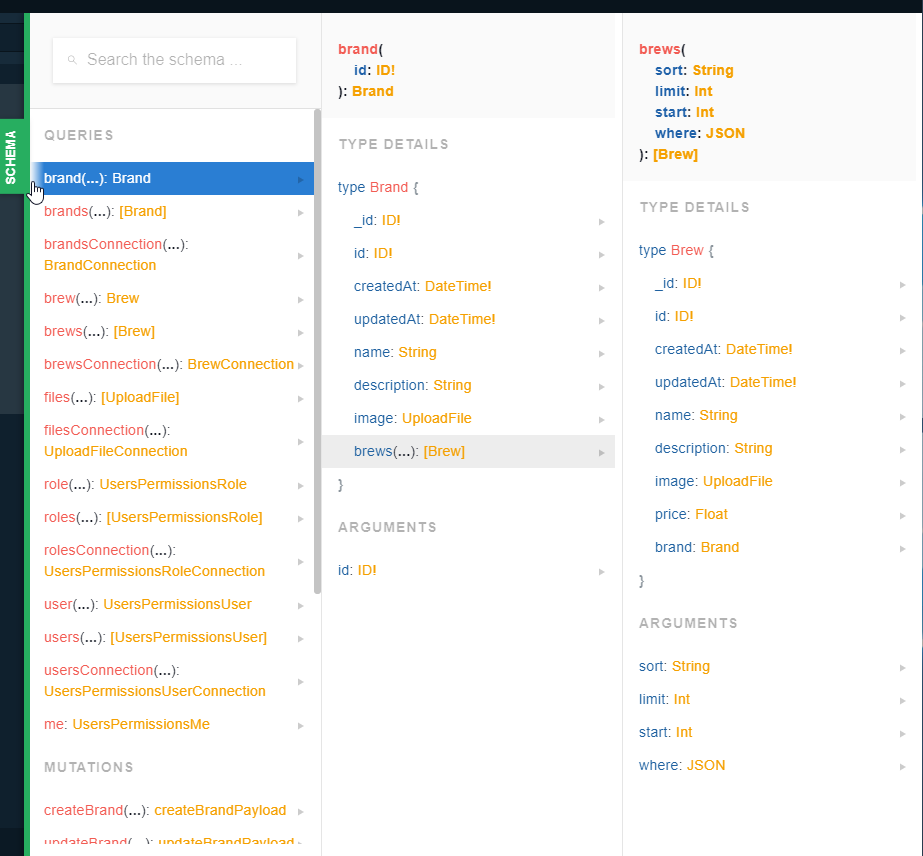 SCHEMA
Search the schema ...
QUERIES
brand(...): Brand
brands(...): [Brand]
brandsConnection(...):
BrandConnection
brew(...): Brew
brews(...): [Brew]
brewsConnection(...): BrewConnection
files(...): [UploadFile]
filesConnection(...):
UploadFileConnection
role(...): UsersPermissionsRole
roles(...): [UsersPermissionsRole]
rolesConnection(...):
UsersPermissionsRoleConnection
user(...): UsersPermissionsUser
users(...): [UsersPermissionsUser]
usersConnection(...):
UsersPermissionsUserConnection
me: UsersPermissionsMe
MUTATIONS
createBrand(...): createBrandPayload
updateBrand(...): updateBrandPayload
brand(
id: ID!
): Brand
TYPE DETAILS
type Brand {
_id: ID!
id: ID!
createdAt: DateTime!
updatedAt: DateTime!
name: String
description: String
image: UploadFile
brews(...): [Brew]
}
ARGUMENTS
id: ID!
brews(
sort: String
limit: Int
start: Int
where: JSON
): [Brew]
TYPE DETAILS
type Brew {
_id: ID!
id: ID!
createdAt: DateTime!
updatedAt: DateTime!
name: String
description: String
image: UploadFile
price: Float
brand: Brand
}
ARGUMENTS
sort: String
limit: Int
start: Int
where: JSON